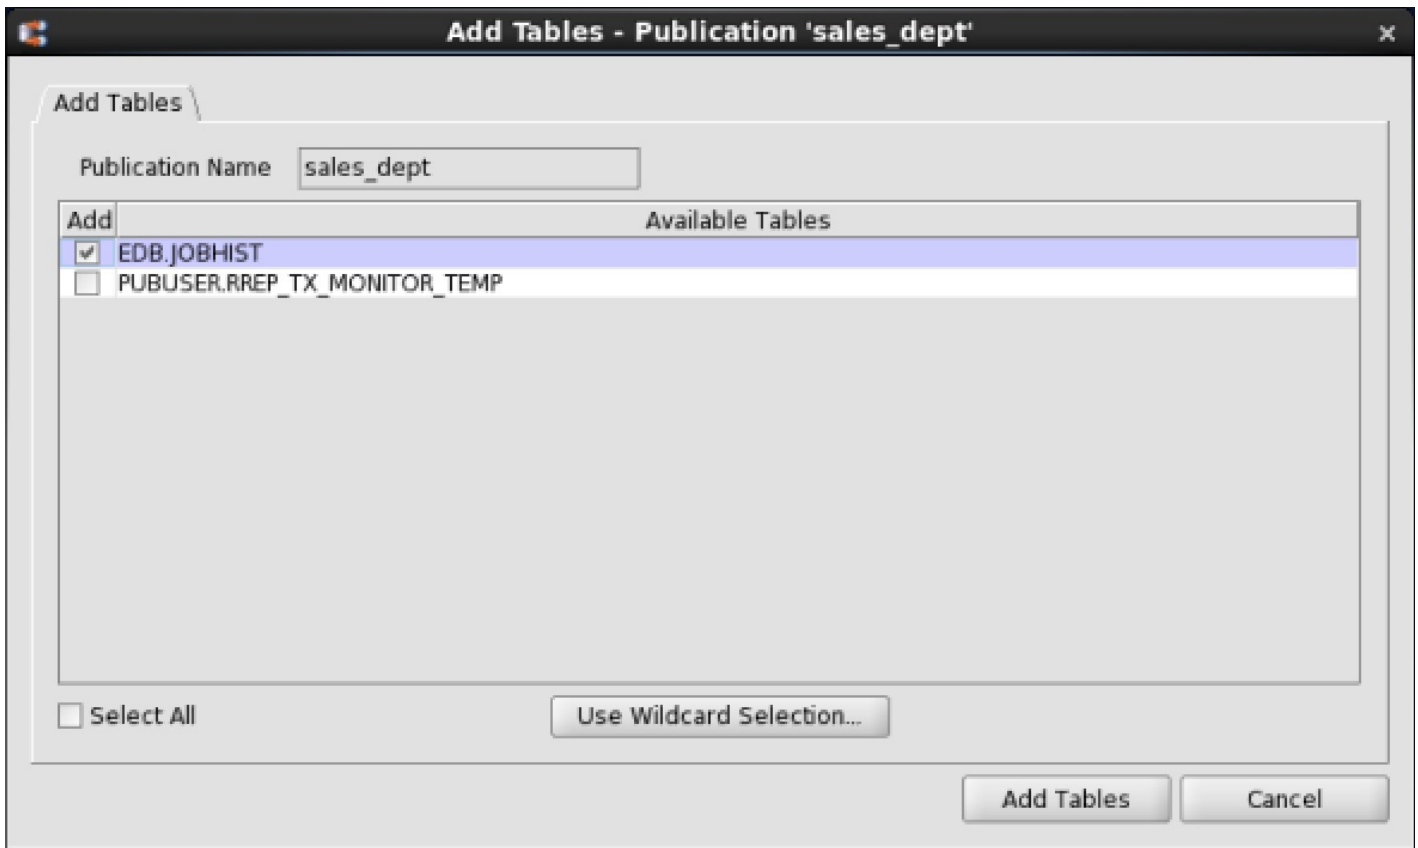 Add Tables - Publication 'sales_dept'
Add Tables
Publication Name sales_dept
Add Available Tables
EDB.JOBHIST
PUBUSER.RREP_TX_MONITOR_TEMP
Select All Use Wildcard Selection...
Add Tables Cancel